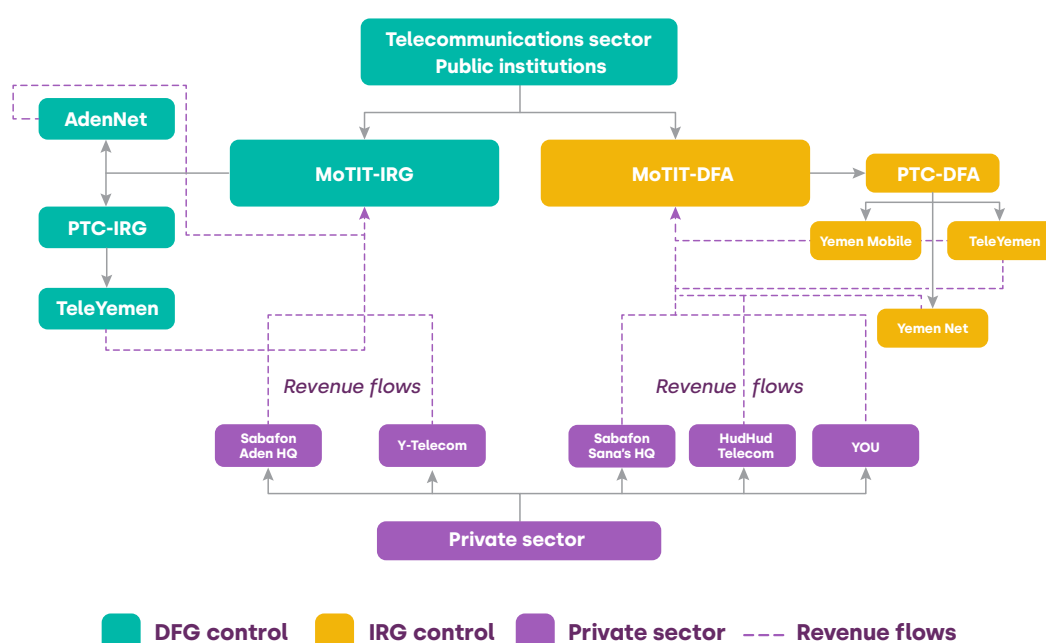 Telecommunications sector
Public institutions
AdenNet
MoTIT-IRG
MoTIT-DFA
PTC-DFA
PTC-IRG
Yemen Mobile
TeleYemen
TeleYemen
Yemen Net
Revenue flows
Revenue flows
Sabafon
Aden HQ
Y-Telecom
Sabafon
Sana's HQ
HudHud
Telecom
YOU
Private sector
DFG control
IRG control
Private sector
Revenue flows